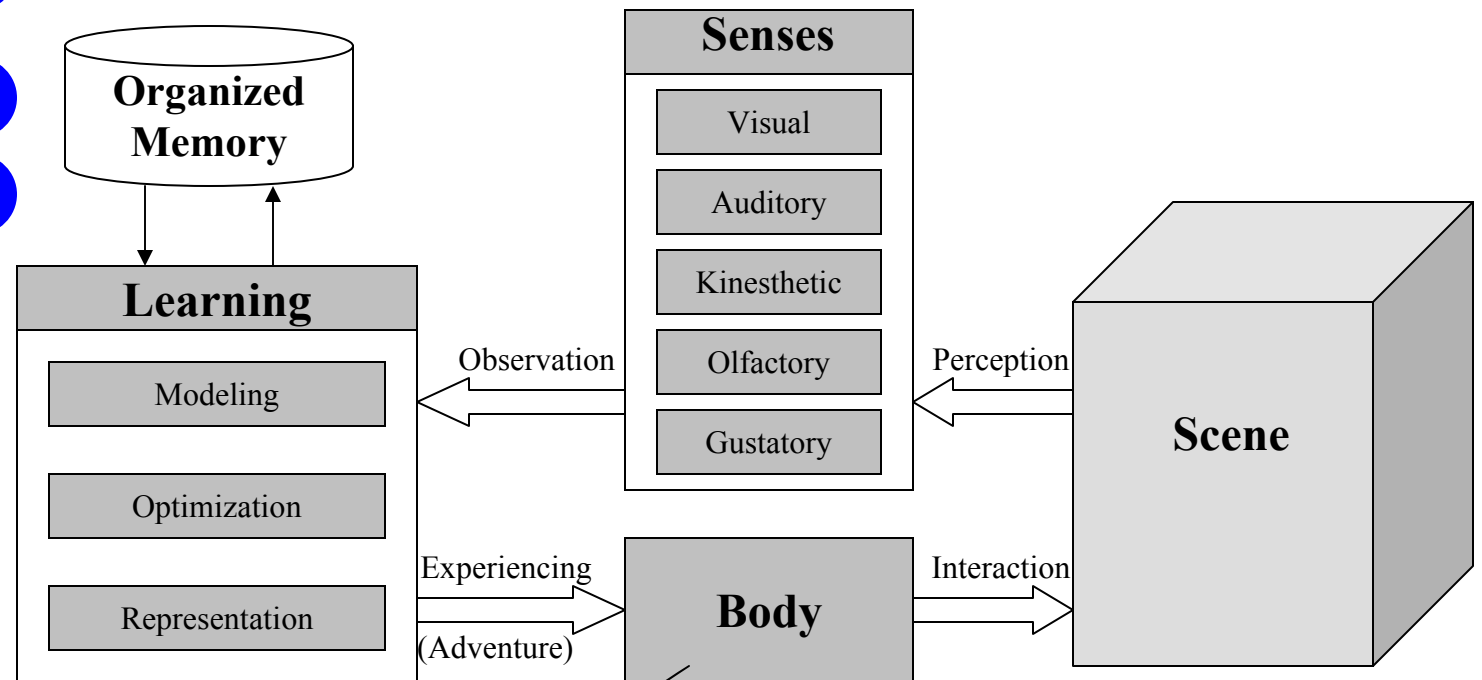 Organized
Memory
Senses
Visual
Auditory
Kinesthetic
Olfactory
Gustatory
Learning
Modeling
Optimization
Representation
Observation
Perception
Scene
Experiencing
(Adventure)
Body
Interaction